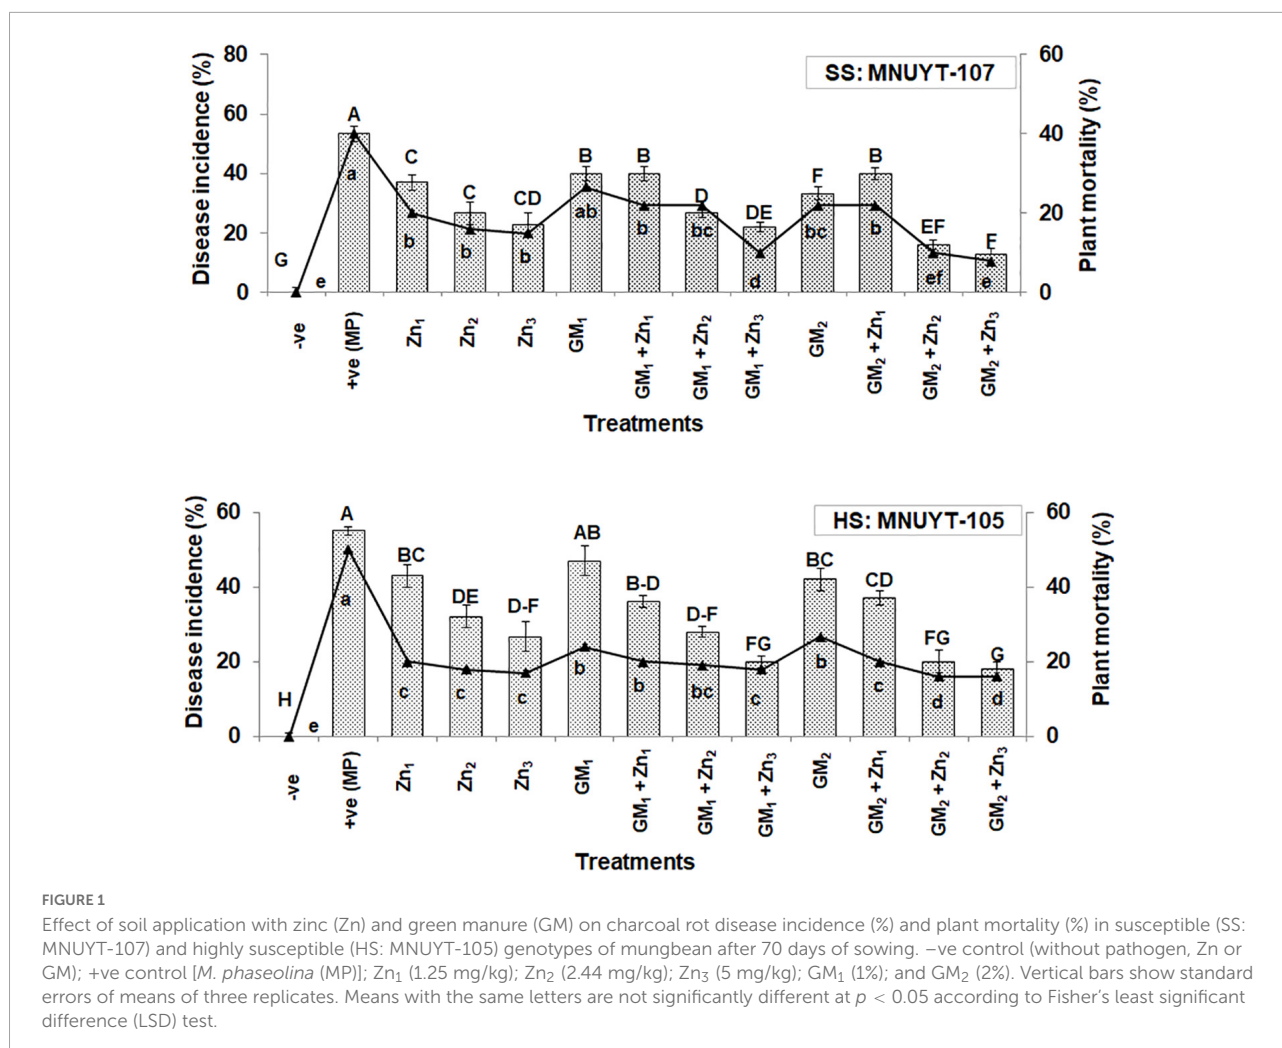 80
60
40
20
0
Disease incidence (%)
60
40
20
0
Plant mortality (%)
SS: MNUYT-107
G
A
C
C
CD
B
B
D
DE
F
B
EF
F
e
a
b
b
b
ab
b
bc
d
bc
b
ef
e
-ve
+ve (MP)
Zn₁
Zn₂
Zn₃
GM₁
GM₁ + Zn₁
GM₁ + Zn₂
GM₁ + Zn₃
GM₂
GM₂ + Zn₁
GM₂ + Zn₂
GM₂ + Zn₃
Treatments
60
40
20
0
Disease incidence (%)
60
40
20
0
Plant mortality (%)
HS: MNUYT-105
H
A
BC
DE
D-F
AB
B-D
D-F
FG
BC
CD
FG
G
e
a
c
c
c
b
b
bc
c
b
c
d
d
-ve
+ve (MP)
Zn₁
Zn₂
Zn₃
GM₁
GM₁ + Zn₁
GM₁ + Zn₂
GM₁ + Zn₃
GM₂
GM₂ + Zn₁
GM₂ + Zn₂
GM₂ + Zn₃
Treatments
FIGURE 1
Effect of soil application with zinc (Zn) and green manure (GM) on charcoal rot disease incidence (%) and plant mortality (%) in susceptible (SS:
MNUYT-107) and highly susceptible (HS: MNUYT-105) genotypes of mungbean after 70 days of sowing. –ve control (without pathogen, Zn or
GM); +ve control [M. phaseolina (MP)]; Zn₁ (1.25 mg/kg); Zn₂ (2.44 mg/kg); Zn₃ (5 mg/kg); GM₁ (1%); and GM₂ (2%). Vertical bars show standard
errors of means of three replicates. Means with the same letters are not significantly different at p < 0.05 according to Fisher’s least significant
difference (LSD) test.